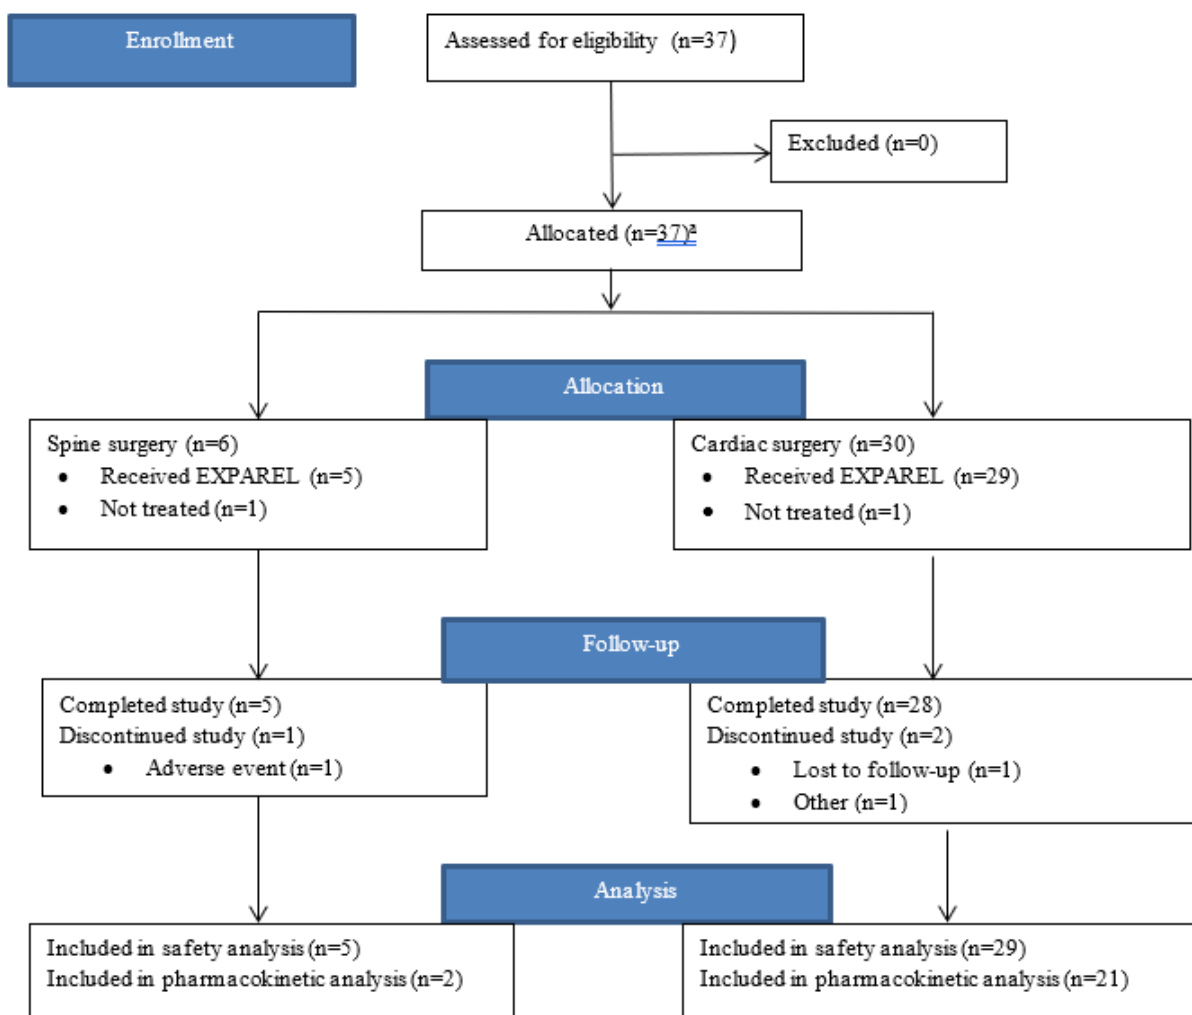 Enrollment
Assessed for eligibility (n=37)
Excluded (n=0)
Allocated (n=37)ª
Allocation
Spine surgery (n=6)
• Received EXPAREL (n=5)
• Not treated (n=1)
Cardiac surgery (n=30)
• Received EXPAREL (n=29)
• Not treated (n=1)
Follow-up
Completed study (n=5)
Discontinued study (n=1)
• Adverse event (n=1)
Completed study (n=28)
Discontinued study (n=2)
• Lost to follow-up (n=1)
• Other (n=1)
Analysis
Included in safety analysis (n=5)
Included in pharmacokinetic analysis (n=2)
Included in safety analysis (n=29)
Included in pharmacokinetic analysis (n=21)